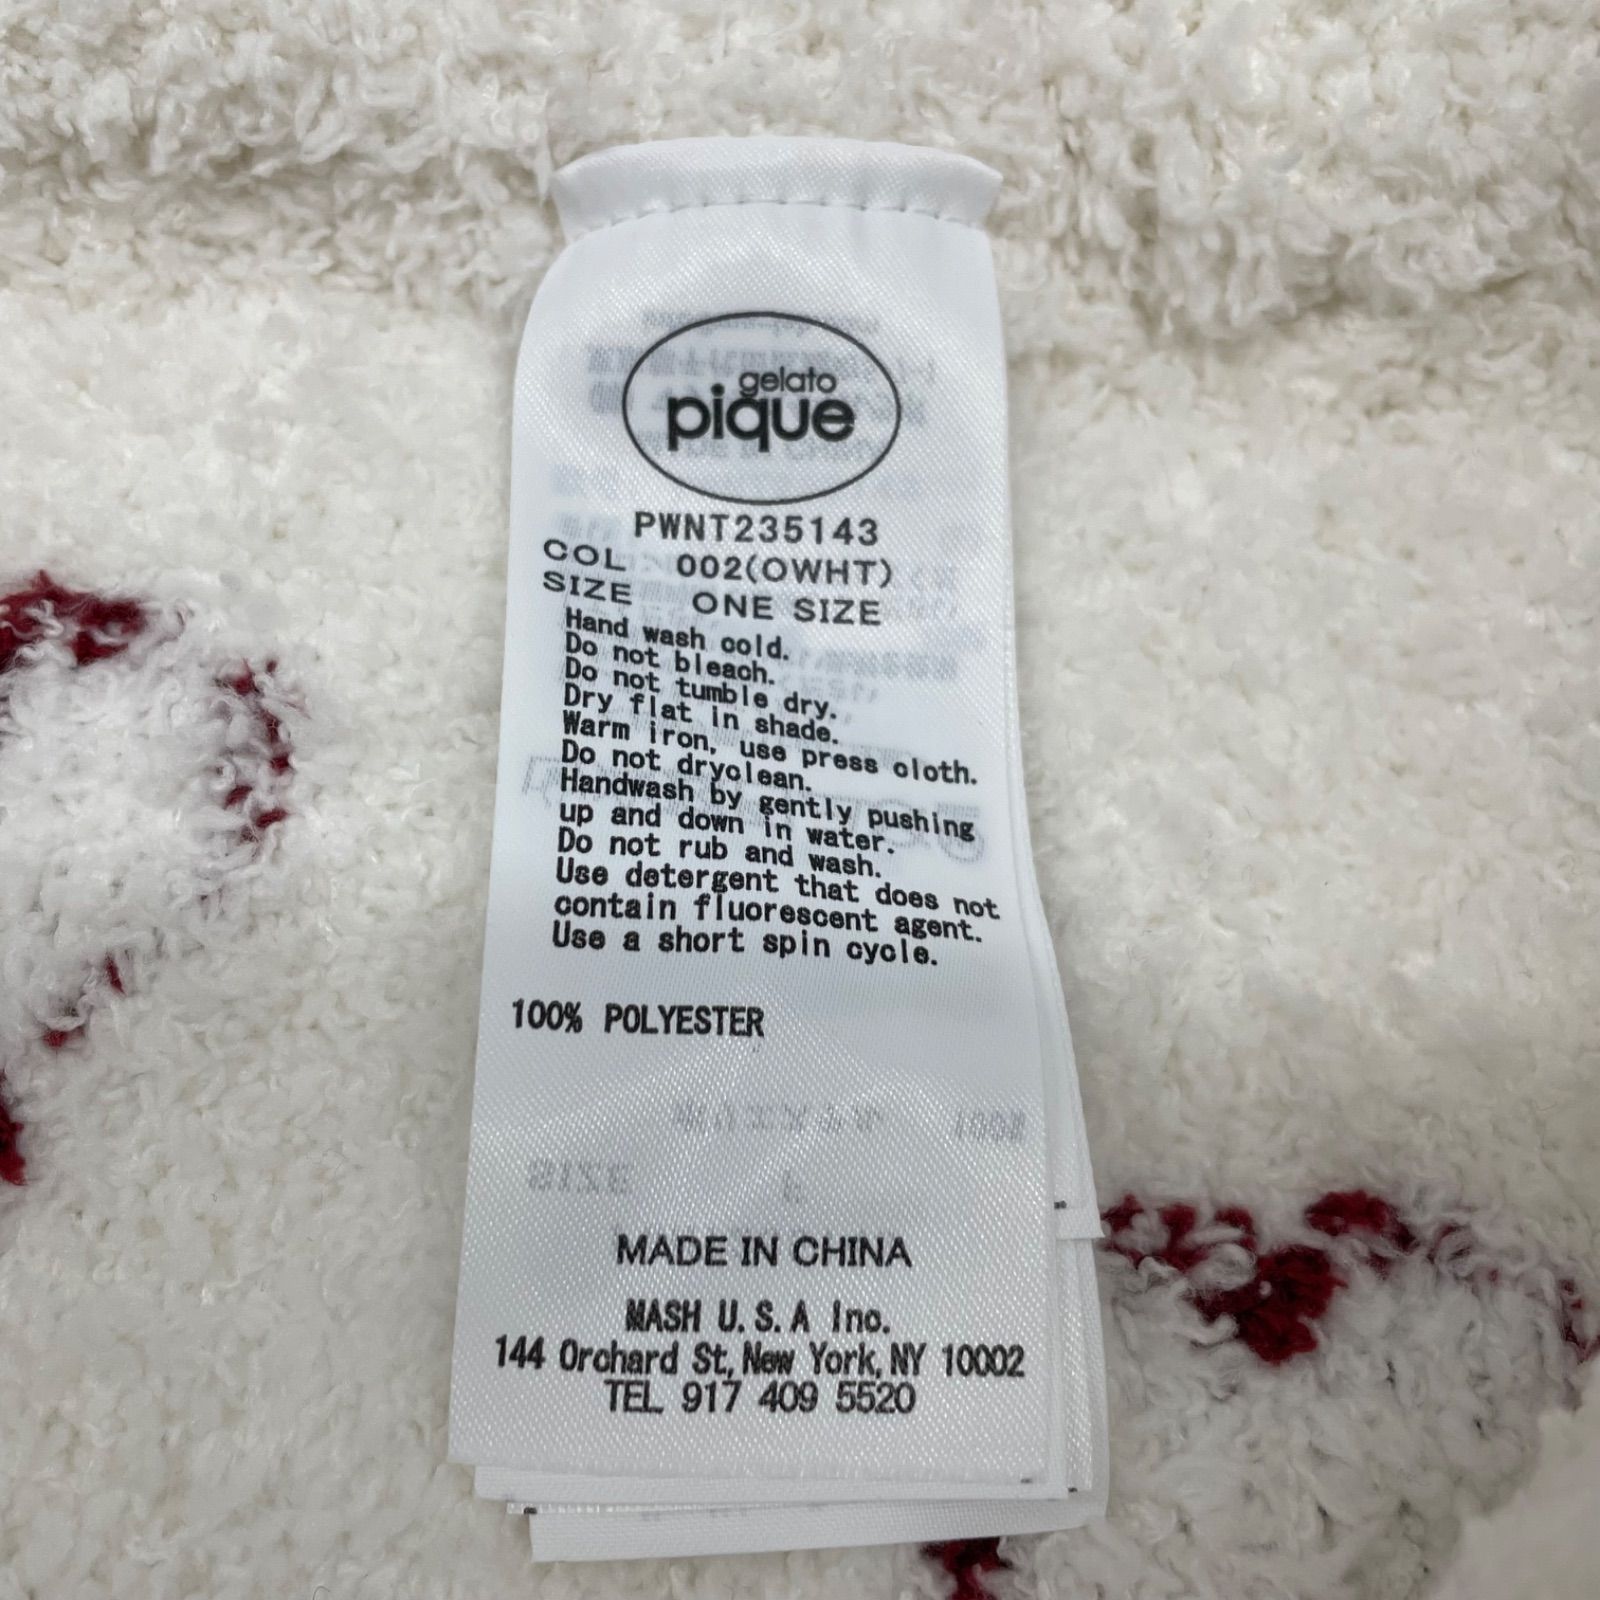 gelato
pique
PWNT235143
COL 002(OWHT)
SIZE ONE SIZE
Hand wash cold.
Do not bleach.
Do not tumble dry.
Dry flat in shade.
Warm iron, use press cloth.
Do not dryclean.
Handwash by gently pushing
up and down in water.
Do not rub and wash.
Use detergent that does not
contain fluorescent agent.
Use a short spin cycle.
100% POLYESTER
MADE IN CHINA
MASH U.S.A Inc.
144 Orchard St, New York, NY 10002
TEL 917 409 5520